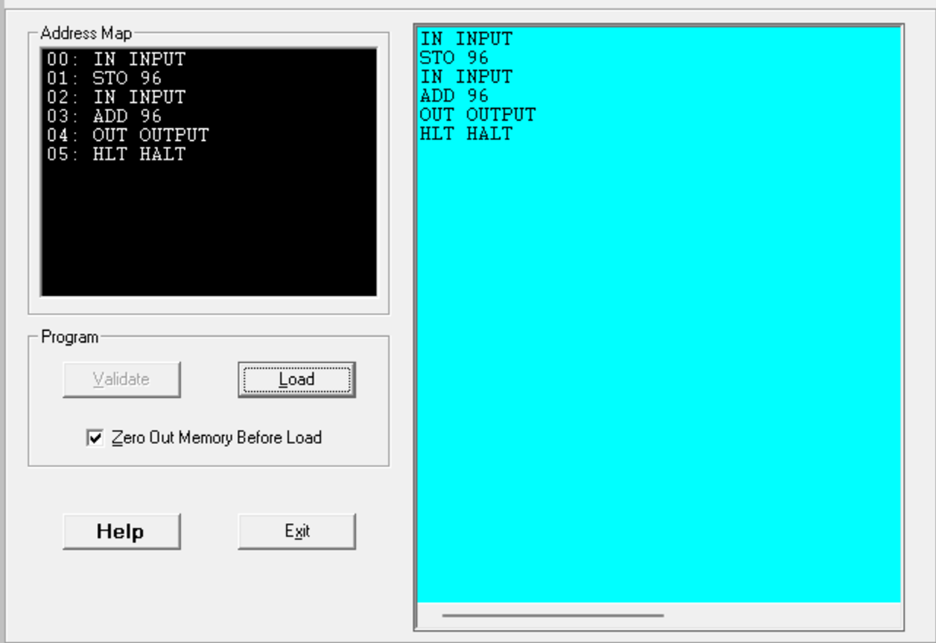 Address Map
00: IN INPUT
01: STO 96
02: IN INPUT
03: ADD 96
04: OUT OUTPUT
05: HLT HALT
Program
Validate
Load
Zero Out Memory Before Load
Help
Exit
IN INPUT
STO 96
IN INPUT
ADD 96
OUT OUTPUT
HLT HALT